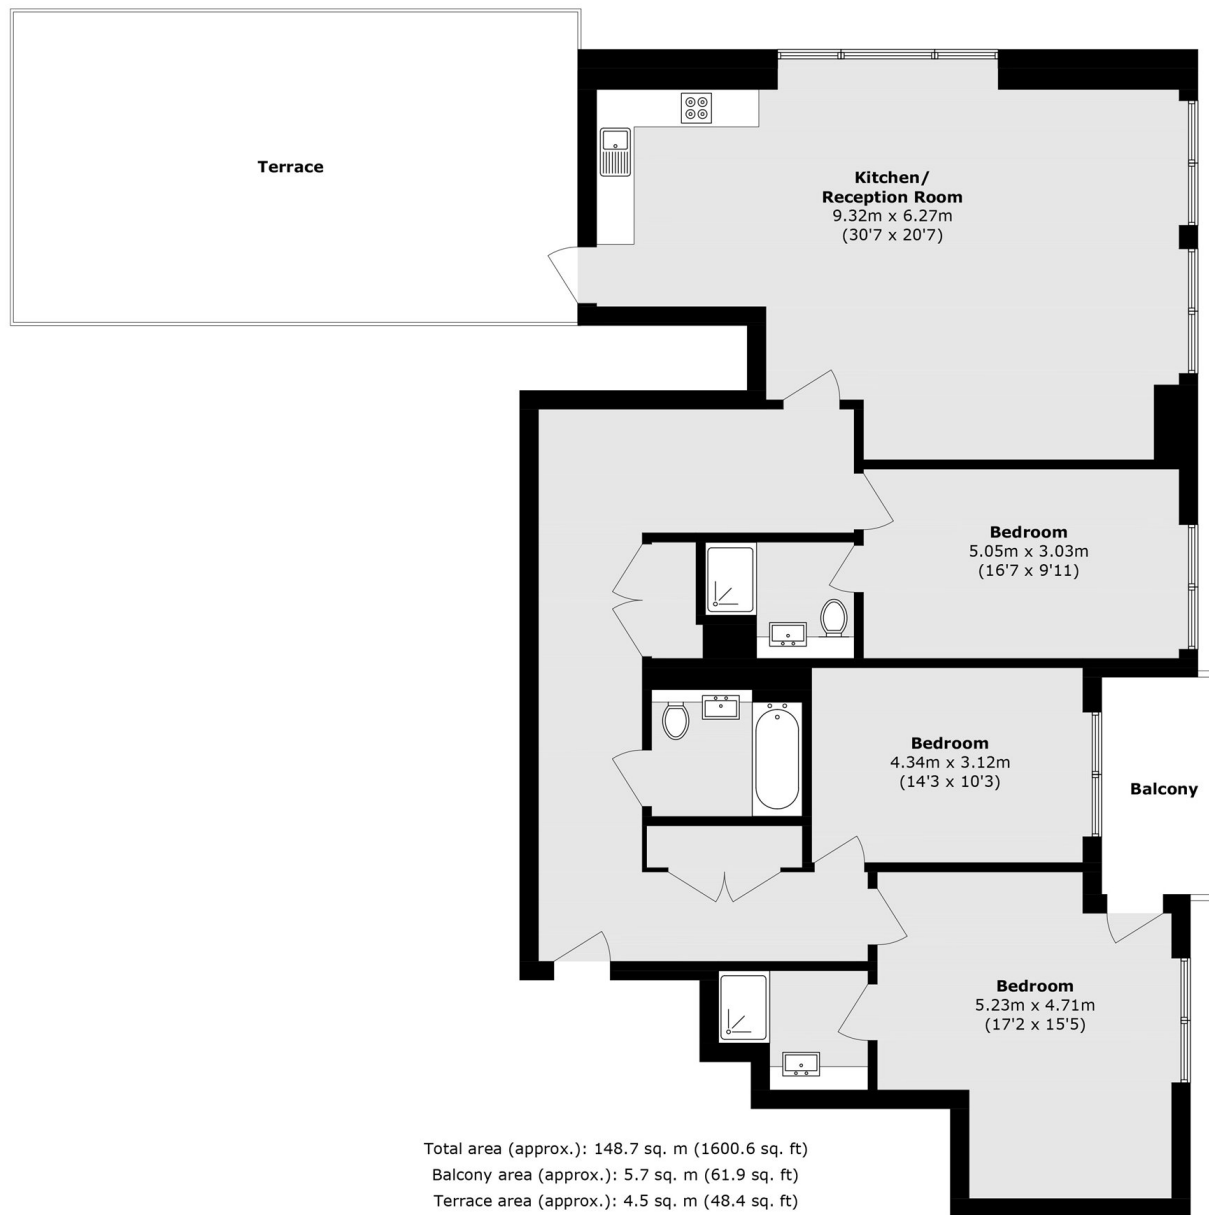 Terrace
Kitchen/
Reception Room
9.32m x 6.27m
(30'7 x 20'7)
Bedroom
5.05m x 3.03m
(16'7 x 9'11)
Bedroom
4.34m x 3.12m
(14'3 x 10'3)
Balcony
Bedroom
5.23m x 4.71m
(17'2 x 15'5)
Total area (approx.): 148.7 sq. m (1600.6 sq. ft)
Balcony area (approx.): 5.7 sq. m (61.9 sq. ft)
Terrace area (approx.): 4.5 sq. m (48.4 sq. ft)